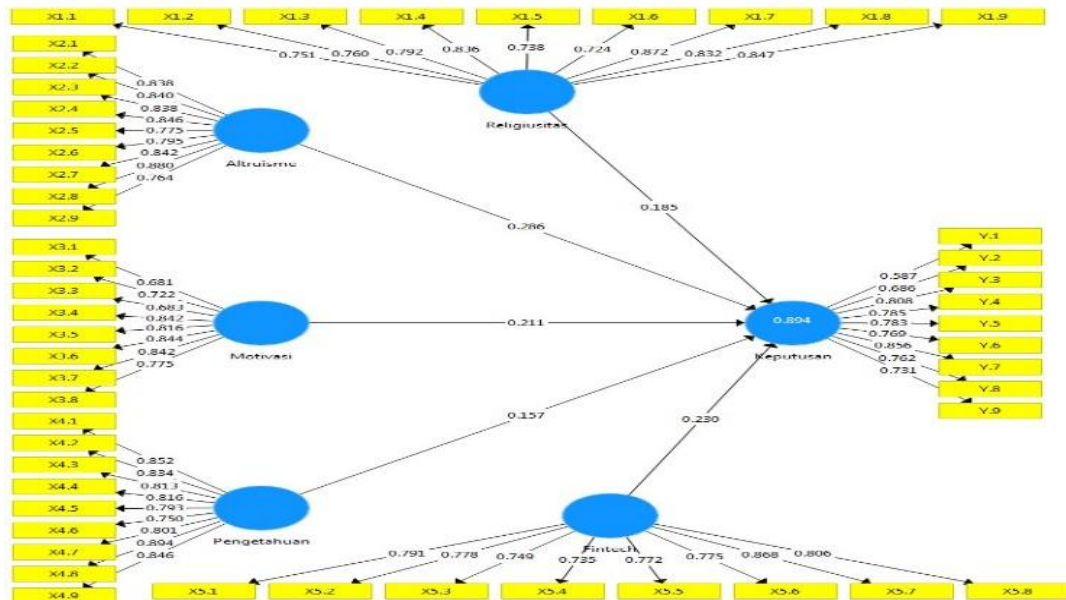 X1.1 X1.2 X1.3 X1.4 X1.5 X1.6 X1.7 X1.8 X1.9
0.751 0.760 0.792 0.836 0.738 0.724 0.872 0.832 0.847
Religiusitas
X2.1
X2.2
X2.3
X2.4
X2.5
X2.6
X2.7
X2.8
X2.9
0.838
0.840
0.838
0.846
0.775
0.795
0.842
0.880
0.764
Altruisme
0.185
0.286
X3.1
X3.2
X3.3
X3.4
X3.5
X3.6
X3.7
X3.8
0.681
0.722
0.683
0.842
0.816
0.844
0.842
0.775
Motivasi
0.211
0.894
Keputusan
Y.1
Y.2
Y.3
Y.4
Y.5
Y.6
Y.7
Y.8
Y.9
0.587
0.686
0.808
0.785
0.783
0.769
0.856
0.762
0.731
X4.1
X4.2
X4.3
X4.4
X4.5
X4.6
X4.7
X4.8
X4.9
0.852
0.834
0.813
0.816
0.793
0.750
0.801
0.894
0.846
Pengetahuan
0.157
0.230
Fintech
0.791 0.778 0.749 0.735 0.772 0.775 0.868 0.806
X5.1 X5.2 X5.3 X5.4 X5.5 X5.6 X5.7 X5.8